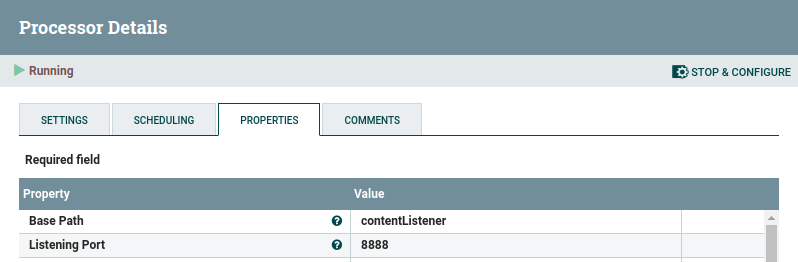 Processor Details
Running
STOP & CONFIGURE
SETTINGS
SCHEDULING
PROPERTIES
COMMENTS
Required field
Property Value
Base Path ? contentListener
Listening Port ? 8888